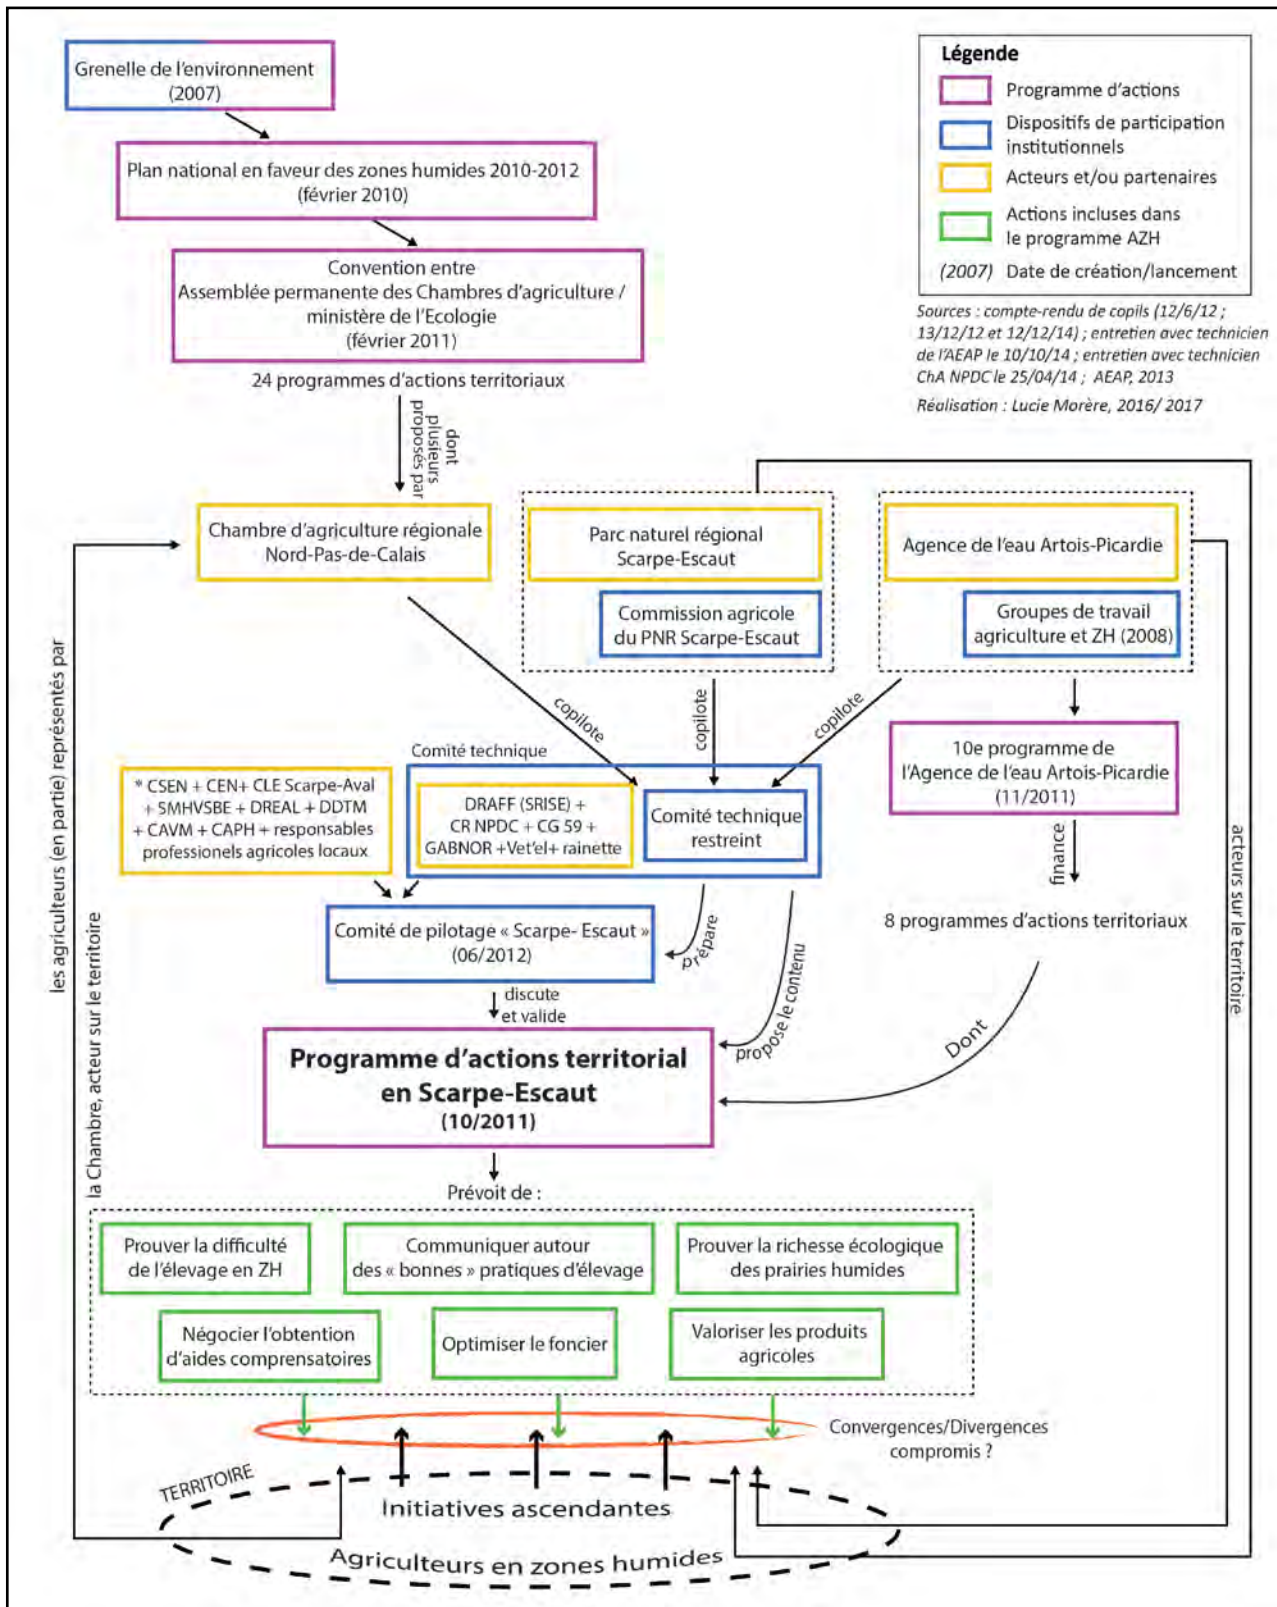 Grenelle de l'environnement
(2007)
Plan national en faveur des zones humides 2010-2012
(février 2010)
Convention entre
Assemblée permanente des Chambres d'agriculture /
ministère de l'Ecologie
(février 2011)
24 programmes d'actions territoriaux
dont
plusieurs
proposés par
Légende
Programme d'actions
Dispositifs de participation
institutionnels
Acteurs et/ou partenaires
Actions incluses dans
le programme AZH
(2007) Date de création/lancement
Sources : compte-rendu de copils (12/6/12 ;
13/12/12 et 12/12/14) ; entretien avec technicien
de l'AEAP le 10/10/14 ; entretien avec technicien
ChA NPDC le 25/04/14 ; AEAP, 2013
Réalisation : Lucie Morère, 2016/ 2017
Chambre d'agriculture régionale
Nord-Pas-de-Calais
Parc naturel régional
Scarpe-Escaut
Commission agricole
du PNR Scarpe-Escaut
Agence de l'eau Artois-Picardie
Groupes de travail
agriculture et ZH (2008)
copilote
copilote
copilote
10e programme de
l'Agence de l'eau Artois-Picardie
(11/2011)
finance
8 programmes d'actions territoriaux
Dont
Comité technique
* CSEN + CEN+ CLE Scarpe-Aval
+ SMHVSBE + DREAL + DDTM
+ CAVM + CAPH + responsables
professionels agricoles locaux
DRAFF (SRISE) +
CR NPDC + CG 59 +
GABNOR +Vet'el+ rainette
Comité technique
restreint
Comité de pilotage « Scarpe- Escaut »
(06/2012)
prépare
propose le contenu
discute
et valide
Programme d'actions territorial
en Scarpe-Escaut
(10/2011)
Prévoit de :
Prouver la difficulté
de l'élevage en ZH
Communiquer autour
des « bonnes » pratiques d'élevage
Prouver la richesse écologique
des prairies humides
Négocier l'obtention
d'aides comprensatoires
Optimiser le foncier
Valoriser les produits
agricoles
Convergences/Divergences
compromis ?
TERRITOIRE
Initiatives ascendantes
Agriculteurs en zones humides
les agriculteurs (en partie) représentés par
la Chambre, acteur sur le territoire
acteurs sur le territoire